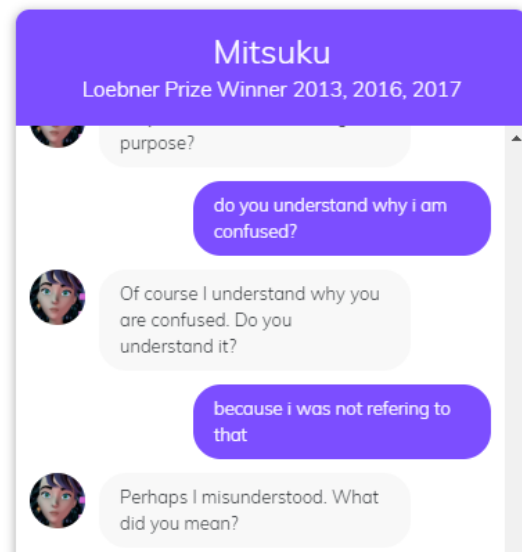 Mitsuku
Loebner Prize Winner 2013, 2016, 2017
purpose?
do you understand why i am
confused?
Of course I understand why you
are confused. Do you
understand it?
because i was not refering to
that
Perhaps I misunderstood. What
did you mean?